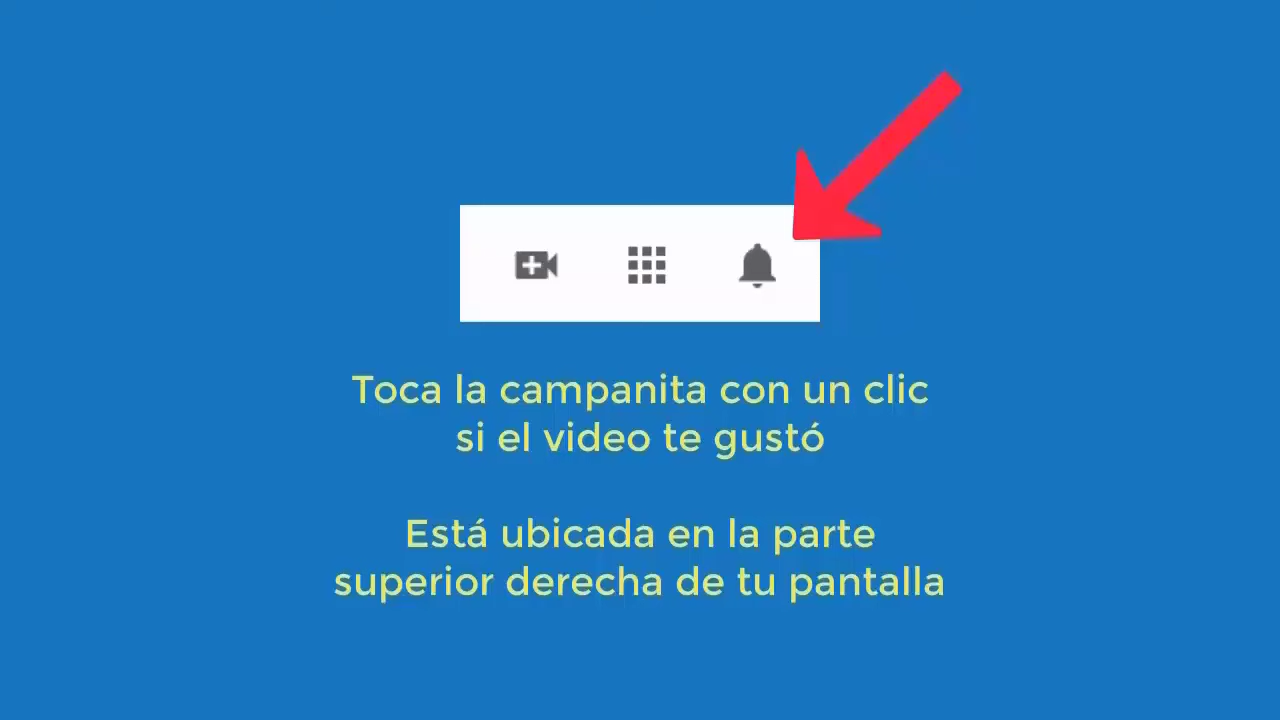 Toca la campanita con un clic
si el video te gustó
Está ubicada en la parte
superior derecha de tu pantalla